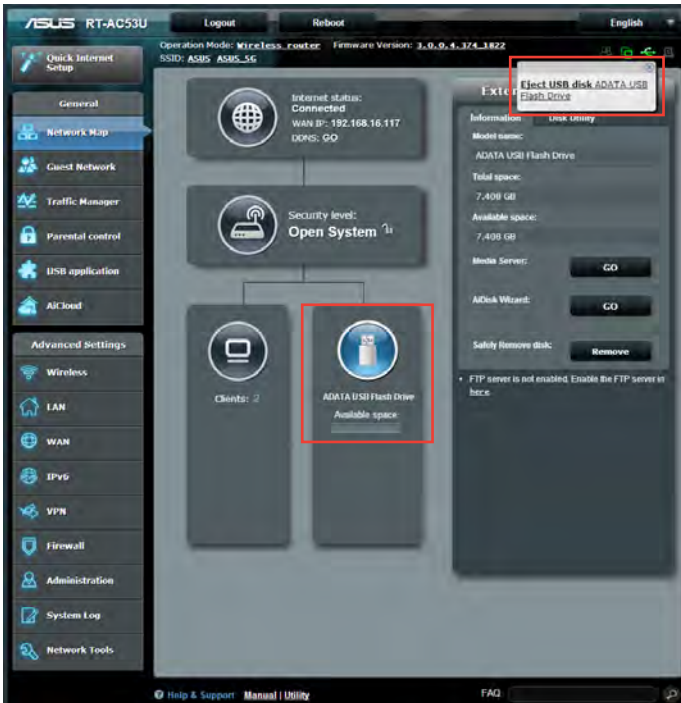 ASUS RT-AC53U Logout Reboot English
Operation Mode: Wireless router Firmware Version: 3.0.0.4.374_1822
SSID: ASUS ASUS_5G
Quick Internet
Setup
General
Network Map
Guest Network
Traffic Manager
Parental control
USB application
AiCloud
Advanced Settings
Wireless
LAN
WAN
IPv6
VPN
Firewall
Administration
System Log
Network Tools
Internet status:
Connected
WAN IP: 192.168.16.117
DDNS: GO
Security level:
Open System
Clients: 2
ADATA USB Flash Drive
Available space
Eject USB disk ADATA USB
Flash Drive
Exter
Information Disk Utility
Model name:
ADATA USB Flash Drive
Total space:
7.408 GB
Available space:
7.408 GB
Media Server: GO
AiDisk Wizard: GO
Safely Remove disk: Remove
• FTP server is not enabled. Enable the FTP server in
here.
Help & Support Manual | Utility FAQ